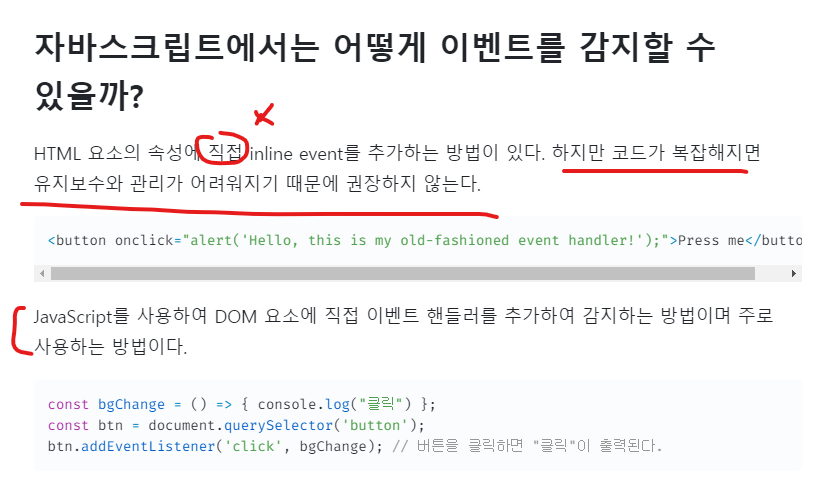 자바스크립트에서는 어떻게 이벤트를 감지할 수
있을까?
HTML 요소의 속성에 직접 inline event를 추가하는 방법이 있다. 하지만 코드가 복잡해지면
유지보수와 관리가 어려워지기 때문에 권장하지 않는다.
<button onclick="alert('Hello, this is my old-fashioned event handler!');">Press me</butto
JavaScript를 사용하여 DOM 요소에 직접 이벤트 핸들러를 추가하여 감지하는 방법이며 주로
사용하는 방법이다.
const bgChange = () => { console.log("클릭") };
const btn = document.querySelector('button');
btn.addEventListener('click', bgChange); // 버튼을 클릭하면 "클릭"이 출력된다.